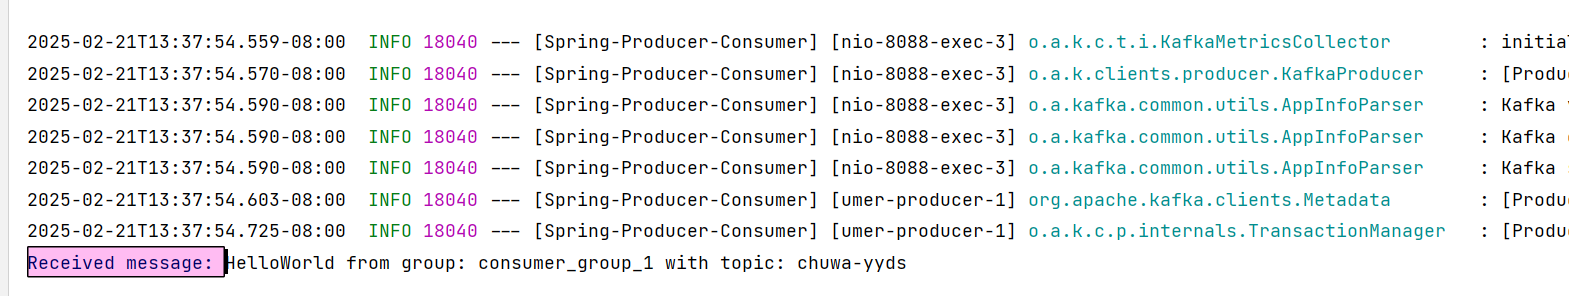 2025-02-21T13:37:54.559-08:00  INFO 18040 --- [Spring-Producer-Consumer] [nio-8088-exec-3] o.a.k.c.t.i.KafkaMetricsCollector        : initial
2025-02-21T13:37:54.570-08:00  INFO 18040 --- [Spring-Producer-Consumer] [nio-8088-exec-3] o.a.k.clients.producer.KafkaProducer     : [Produ
2025-02-21T13:37:54.590-08:00  INFO 18040 --- [Spring-Producer-Consumer] [nio-8088-exec-3] o.a.kafka.common.utils.AppInfoParser     : Kafka
2025-02-21T13:37:54.590-08:00  INFO 18040 --- [Spring-Producer-Consumer] [nio-8088-exec-3] o.a.kafka.common.utils.AppInfoParser     : Kafka
2025-02-21T13:37:54.590-08:00  INFO 18040 --- [Spring-Producer-Consumer] [nio-8088-exec-3] o.a.kafka.common.utils.AppInfoParser     : Kafka
2025-02-21T13:37:54.603-08:00  INFO 18040 --- [Spring-Producer-Consumer] [umer-producer-1] org.apache.kafka.clients.Metadata        : [Produ
2025-02-21T13:37:54.725-08:00  INFO 18040 --- [Spring-Producer-Consumer] [umer-producer-1] o.a.k.c.p.internals.TransactionManager   : [Produ
Received message: HelloWorld from group: consumer_group_1 with topic: chuwa-yyds